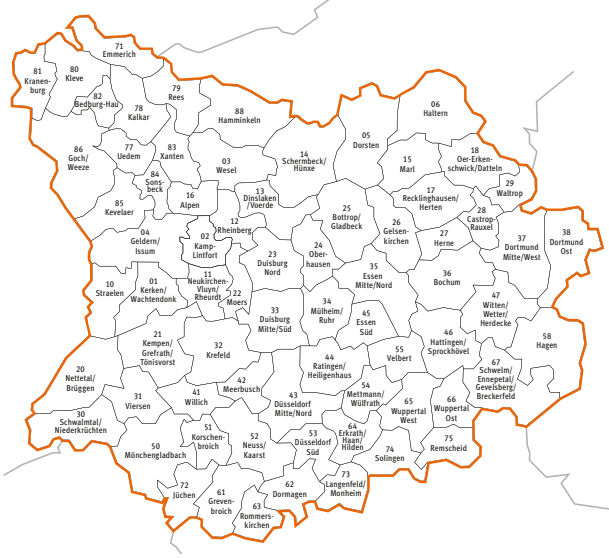 71
Emmerich
81
Kranen-
burg
80
Kleve
82
Bedburg-Hau
79
Rees
78
Kalkar
88
Hamminkeln
06
Haltern
05
Dorsten
86
Goch/
Weeze
77
Uedem
83
Xanten
03
Wesel
14
Schermbeck/
Hünxe
15
Marl
18
Oer-Erken-
schwick/Datteln
84
Sons-
beck
16
Alpen
13
Dinslaken
/Voerde
17
Recklinghausen/
Herten
29
Waltrop
85
Kevelaer
12
Rheinberg
25
Bottrop/
Gladbeck
26
Gelsen-
kirchen
28
Castrop-
Rauxel
04
Geldern/
Issum
02
Kamp-
Lintfort
27
Herne
37
Dortmund
Mitte/West
38
Dortmund
Ost
23
Duisburg
Nord
24
Ober-
hausen
10
Straelen
01
Kerken/
Wachtendonk
11
Neukirchen-
Vluyn/
Rheurdt
22
Moers
35
Essen
Mitte/Nord
36
Bochum
47
Witten/
Wetter/
Herdecke
33
Duisburg
Mitte/Süd
34
Mülheim/
Ruhr
45
Essen
Süd
21
Kempen/
Grefrath/
Tönisvorst
32
Krefeld
46
Hattingen/
Sprockhövel
58
Hagen
20
Nettetal/
Brüggen
44
Ratingen/
Heiligenhaus
55
Velbert
67
Schwelm/
Ennepetal/
Gevelsberg/
Breckerfeld
42
Meerbusch
31
Viersen
41
Willich
43
Düsseldorf
Mitte/Nord
54
Mettmann/
Wülfrath
65
Wuppertal
West
66
Wuppertal
Ost
30
Schwalmtal/
Niederkrüchten
51
Korschen-
broich
52
Neuss/
Kaarst
53
Düsseldorf
Süd
64
Erkrath/
Haan/
Hilden
75
Remscheid
50
Mönchengladbach
74
Solingen
72
Jüchen
61
Greven-
broich
62
Dormagen
73
Langenfeld/
Monheim
63
Rommers-
kirchen